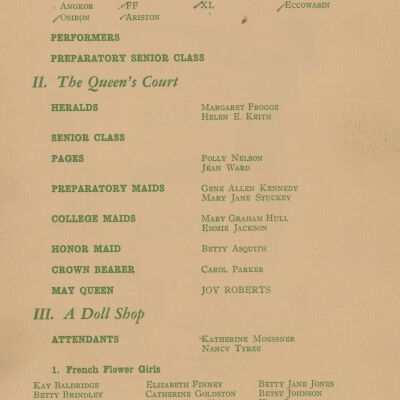 ANGKOR FF XL ECCOWASIN
OSIRON ARISTON
PERFORMERS
PREPARATORY SENIOR CLASS
II. The Queen's Court
HERALDS MARGARET FROGGE
HELEN E. KEITH
SENIOR CLASS
PAGES POLLY NELSON
JEAN WARD
PREPARATORY MAIDS GENE ALLEN KENNEDY
MARY JANE STUCKEY
COLLEGE MAIDS MARY GRAHAM HULL
EMMIE JACKSON
HONOR MAID BETTY ASQUITH
CROWN BEARER CAROL PARKER
MAY QUEEN JOY ROBERTS
III. A Doll Shop
ATTENDANTS KATHERINE MOESSNER
NANCY TYREE
1. French Flower Girls
KAY BALDRIDGE ELIZABETH FINNEY BETTY JANE JONES
BETTY BRINDLEY CATHERINE GOLDSTON BETSY JOHNSON